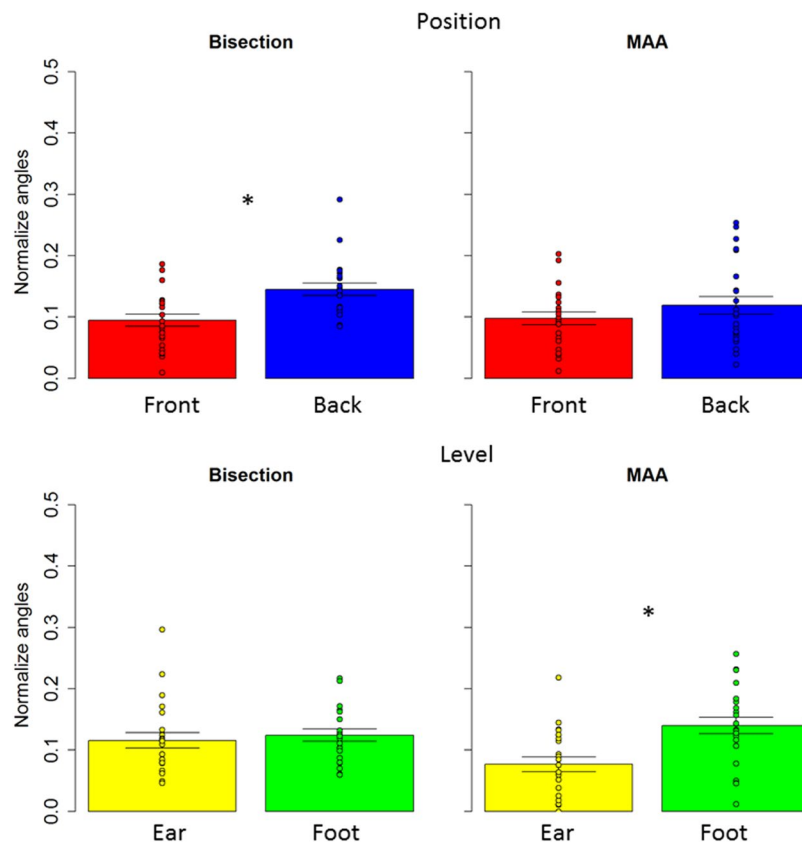 Position
Bisection
MAA
Normalize angles
0.0 0.1 0.2 0.3 0.4 0.5
*
Front Back
Front Back
Level
Bisection
MAA
Normalize angles
0.0 0.1 0.2 0.3 0.4 0.5
*
Ear Foot
Ear Foot